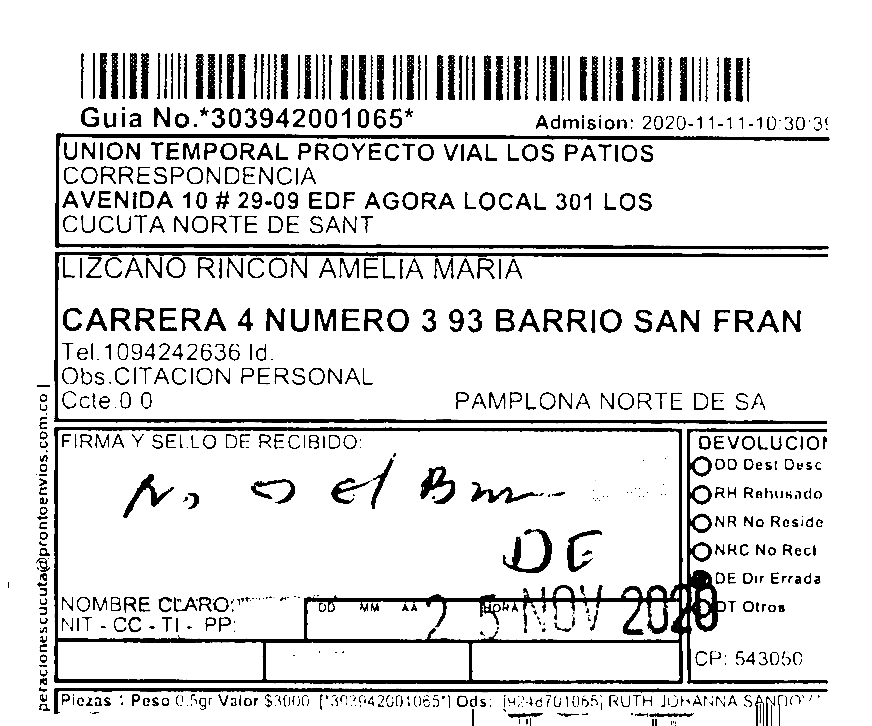 Guia No.*303942001065*
Admision: 2020-11-11-10:30:39
UNION TEMPORAL PROYECTO VIAL LOS PATIOS
CORRESPONDENCIA
AVENIDA 10 # 29-09 EDF AGORA LOCAL 301 LOS
CUCUTA NORTE DE SANT
LIZCANO RINCON AMELIA MARIA
CARRERA 4 NUMERO 3 93 BARRIO SAN FRAN
Tel.1094242636 Id.
Obs.CITACION PERSONAL
Ccte.0 0 PAMPLONA NORTE DE SA
peracionescucuta@prontoenvios.com.co |
FIRMA Y SELLO DE RECIBIDO:
No el
DE
NOMBRE CLARO:
NIT - CC - TI - PP:
DD MM AA HORA
25 NOV 2020
DEVOLUCION
DD Dest Desc
RH Rehusado
NR No Reside
NRC No Recl
DE Dir Errada
OT Otros
CP: 543050
Piezas 1 Peso 0.5gr Valor $3000 [*303942001065*] Ods: RUTH JOHANNA